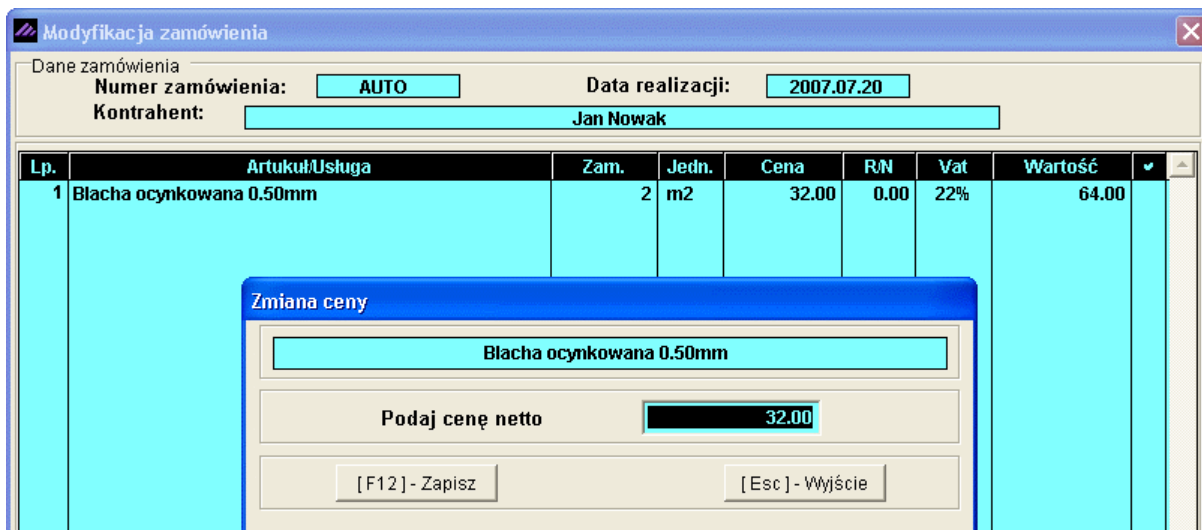 Modyfikacja zamówienia
Dane zamówienia
Numer zamówienia: AUTO Data realizacji: 2007.07.20
Kontrahent: Jan Nowak
Lp. Artukuł/Usługa Zam. Jedn. Cena R/N Vat Wartość ✔
1 Blacha ocynkowana 0.50mm 2 m2 32.00 0.00 22% 64.00
Zmiana ceny
Blacha ocynkowana 0.50mm
Podaj cenę netto 32.00
[ F12 ] - Zapisz [ Esc ] - Wyjście